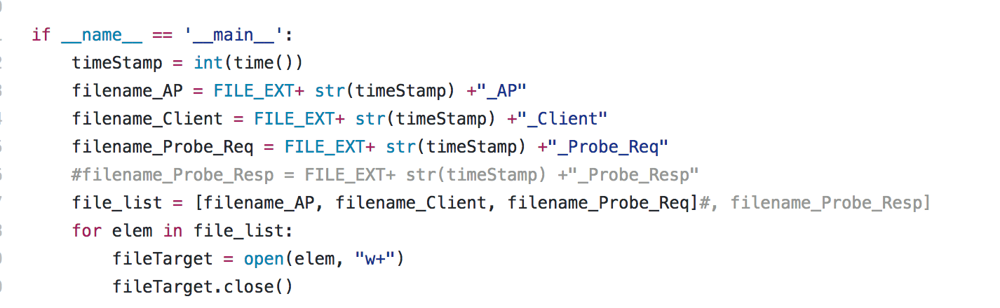 if __name__ == '__main__':
timeStamp = int(time())
filename_AP = FILE_EXT+ str(timeStamp) +"_AP"
filename_Client = FILE_EXT+ str(timeStamp) +"_Client"
filename_Probe_Req = FILE_EXT+ str(timeStamp) +"_Probe_Req"
#filename_Probe_Resp = FILE_EXT+ str(timeStamp) +"_Probe_Resp"
file_list = [filename_AP, filename_Client, filename_Probe_Req]#, filename_Probe_Resp]
for elem in file_list:
fileTarget = open(elem, "w+")
fileTarget.close()